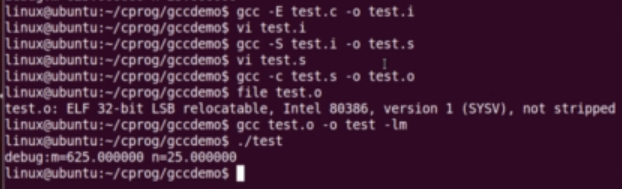 linux@ubuntu:~/cprog/gccdemo$ gcc -E test.c -o test.i
linux@ubuntu:~/cprog/gccdemo$ vi test.i
linux@ubuntu:~/cprog/gccdemo$ gcc -S test.i -o test.s
linux@ubuntu:~/cprog/gccdemo$ vi test.s
linux@ubuntu:~/cprog/gccdemo$ gcc -c test.s -o test.o
linux@ubuntu:~/cprog/gccdemo$ file test.o
test.o: ELF 32-bit LSB relocatable, Intel 80386, version 1 (SYSV), not stripped
linux@ubuntu:~/cprog/gccdemo$ gcc test.o -o test -lm
linux@ubuntu:~/cprog/gccdemo$ ./test
debug:m=625.000000 n=25.000000
linux@ubuntu:~/cprog/gccdemo$